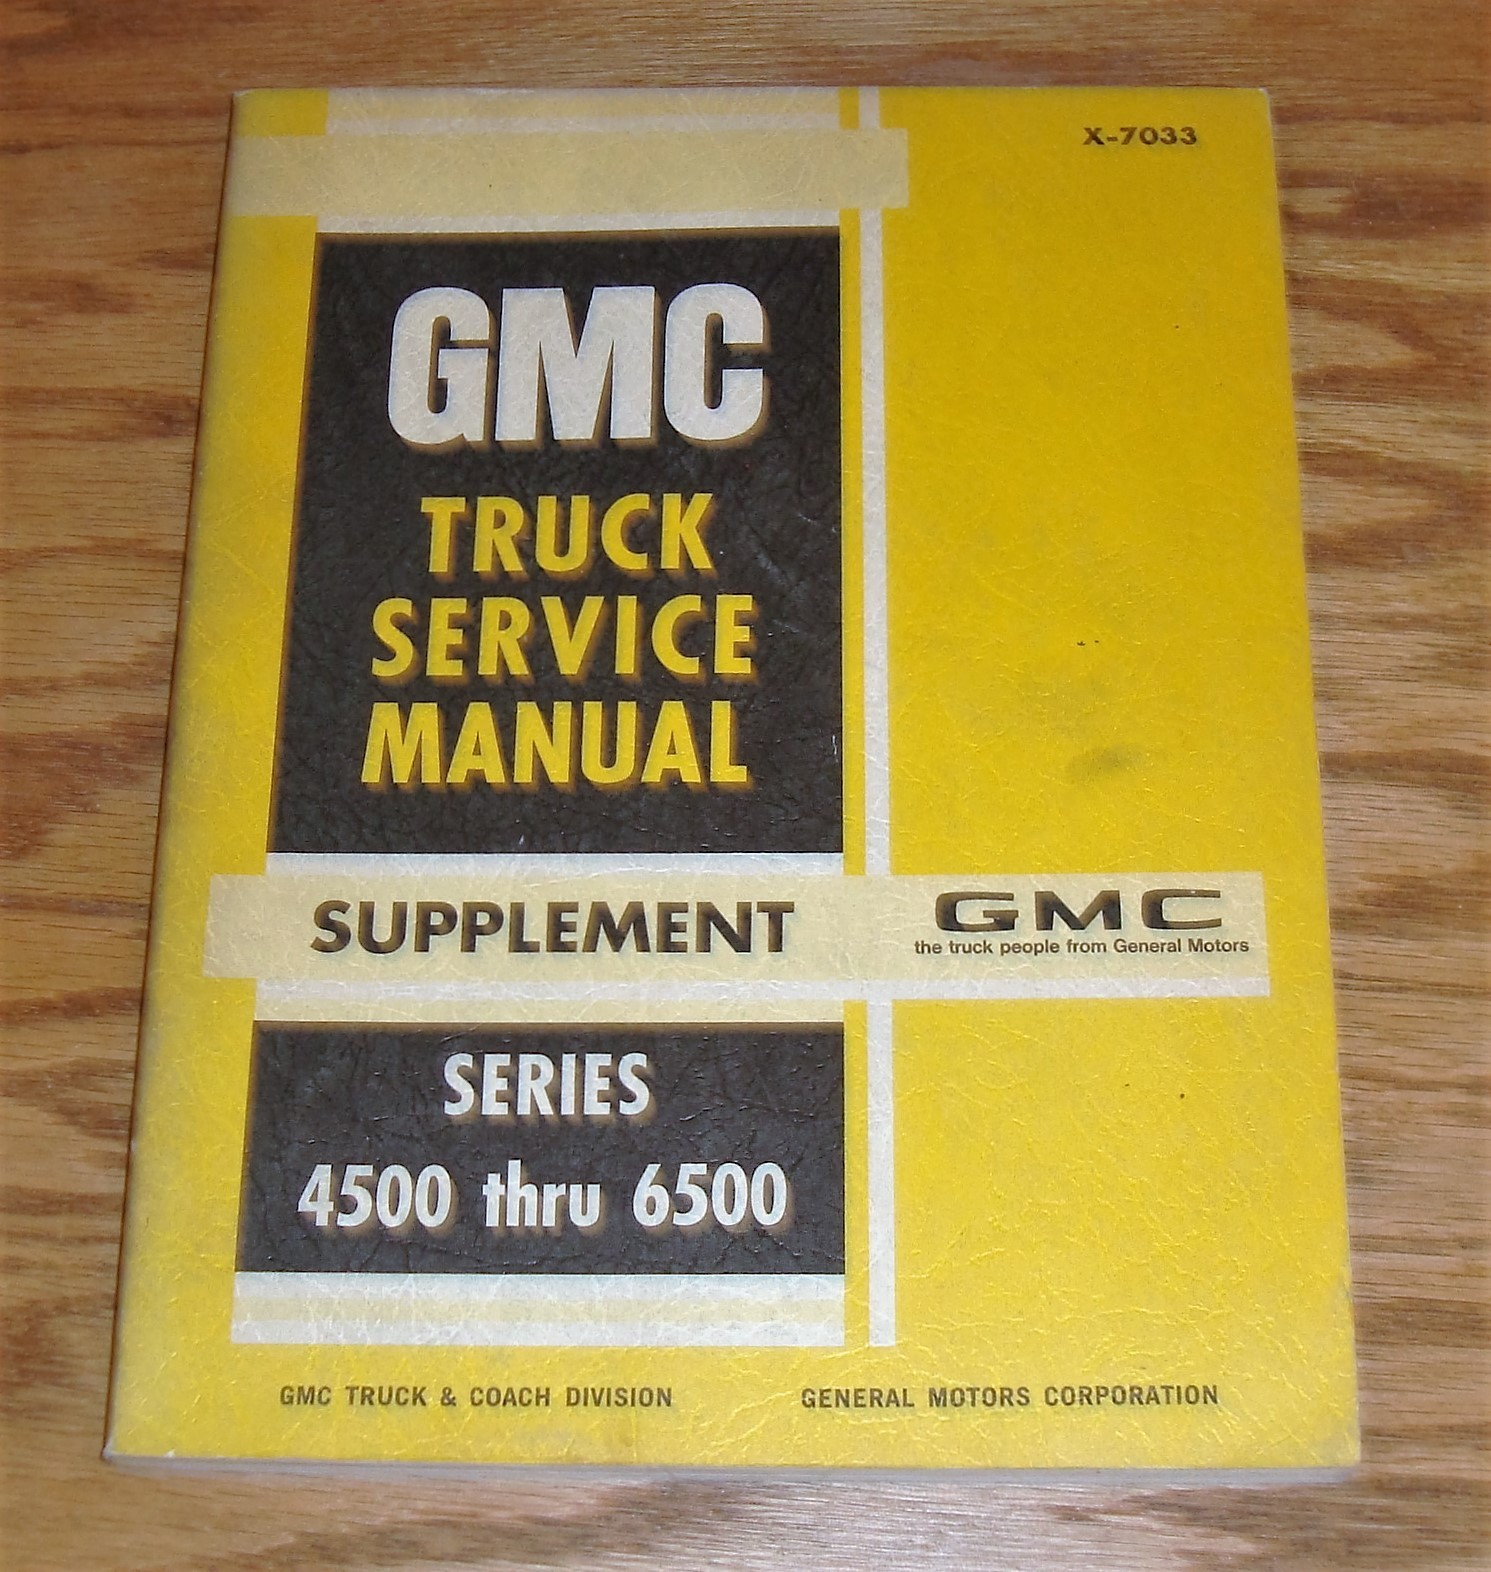 X-7033
GMC
TRUCK
SERVICE
MANUAL
SUPPLEMENT
GMC
the truck people from General Motors
SERIES
4500 thru 6500
GMC TRUCK & COACH DIVISION
GENERAL MOTORS CORPORATION